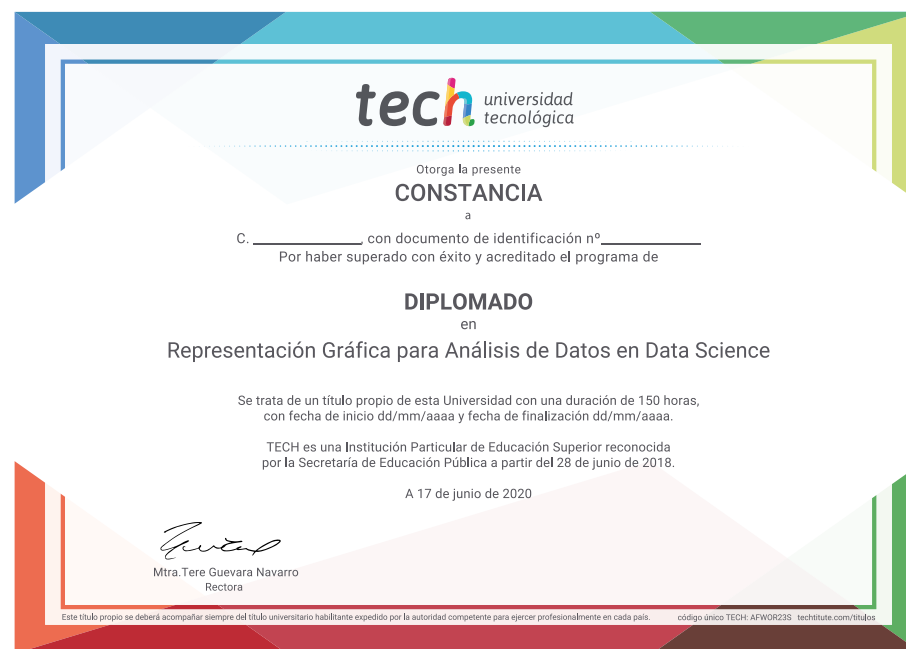 tech universidad
tecnológica
Otorga la presente
CONSTANCIA
a
C. ____________, con documento de identificación nº____________
Por haber superado con éxito y acreditado el programa de
DIPLOMADO
en
Representación Gráfica para Análisis de Datos en Data Science
Se trata de un título propio de esta Universidad con una duración de 150 horas,
con fecha de inicio dd/mm/aaaa y fecha de finalización dd/mm/aaaa.
TECH es una Institución Particular de Educación Superior reconocida
por la Secretaría de Educación Pública a partir del 28 de junio de 2018.
A 17 de junio de 2020
Mtra.Tere Guevara Navarro
Rectora
Este título propio se deberá acompañar siempre del título universitario habilitante expedido por la autoridad competente para ejercer profesionalmente en cada país. código único TECH: AFWOR23S techtitute.com/titulos